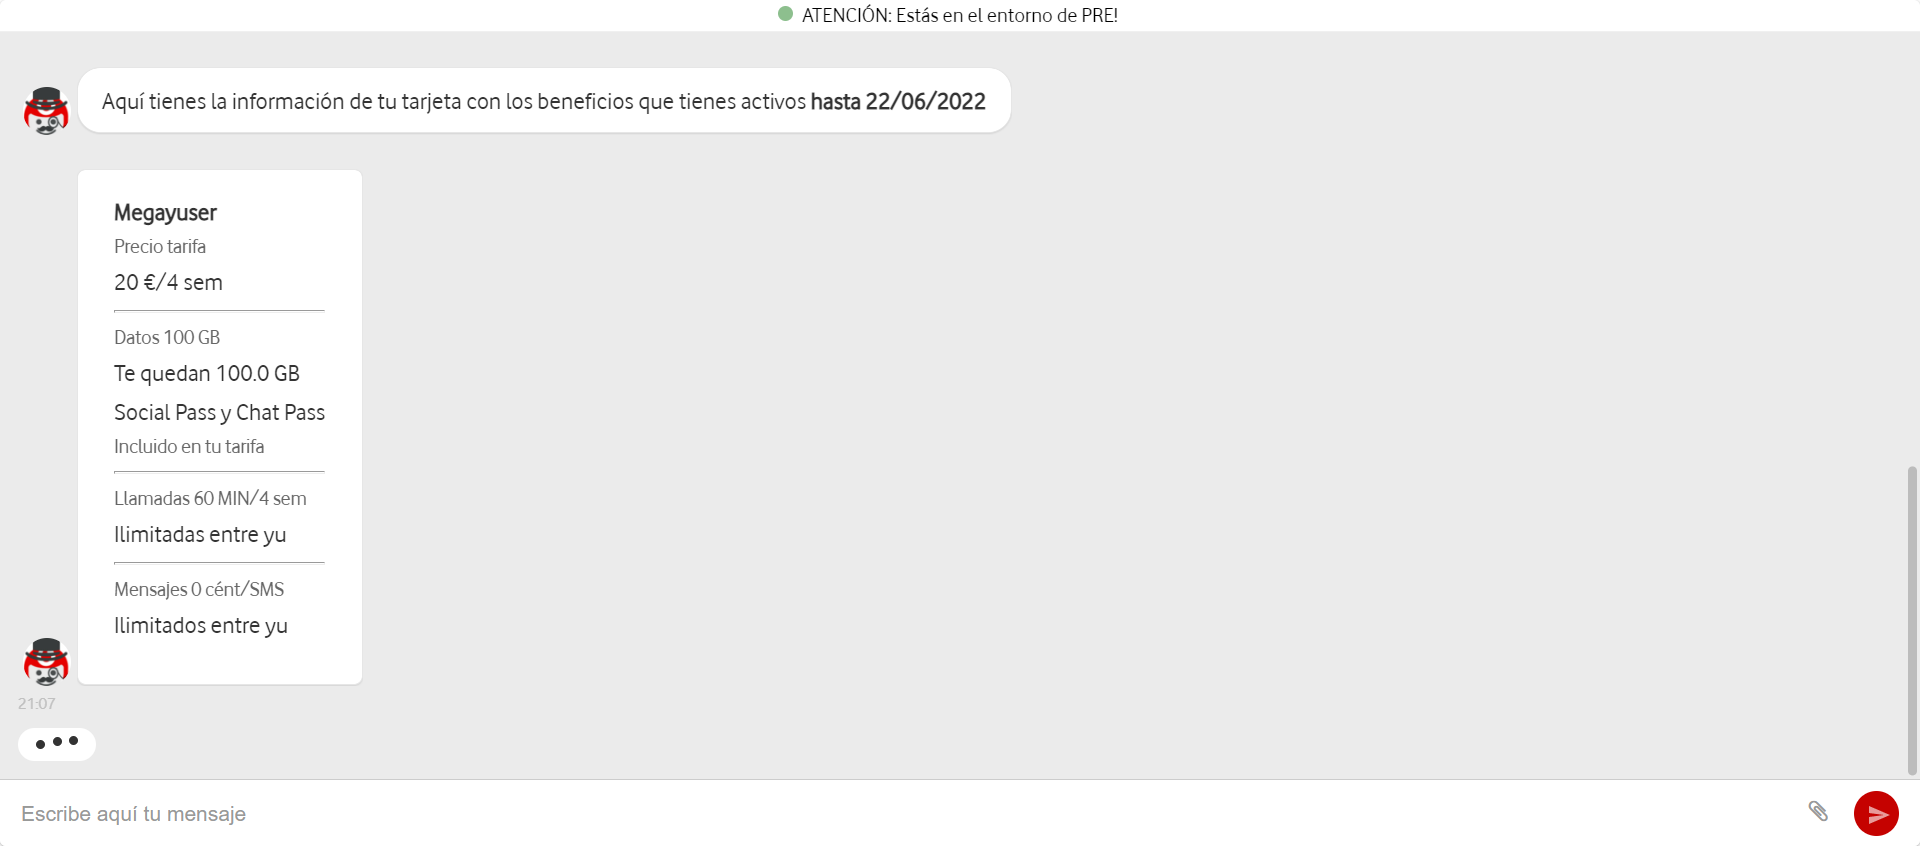 ATENCIÓN: Estás en el entorno de PRE!
Aquí tienes la información de tu tarjeta con los beneficios que tienes activos hasta 22/06/2022
Megayuser
Precio tarifa
20 €/4 sem
Datos 100 GB
Te quedan 100.0 GB
Social Pass y Chat Pass
Incluido en tu tarifa
Llamadas 60 MIN/4 sem
Ilimitadas entre yu
Mensajes 0 cént/SMS
Ilimitados entre yu
21:07
Escribe aquí tu mensaje